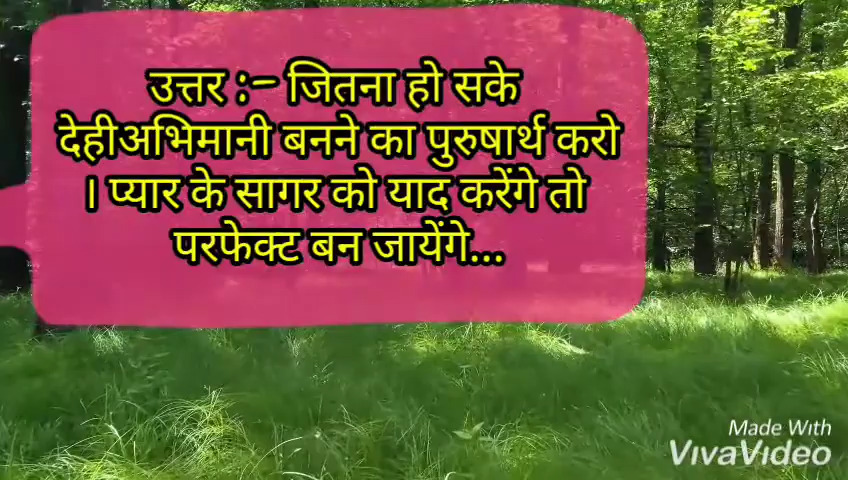 उत्तर :- जितना हो सके
देहीअभिमानी बनने का पुरुषार्थ करो
। प्यार के सागर को याद करेंगे तो
परफेक्ट बन जायेंगे...
Made With
VivaVideo